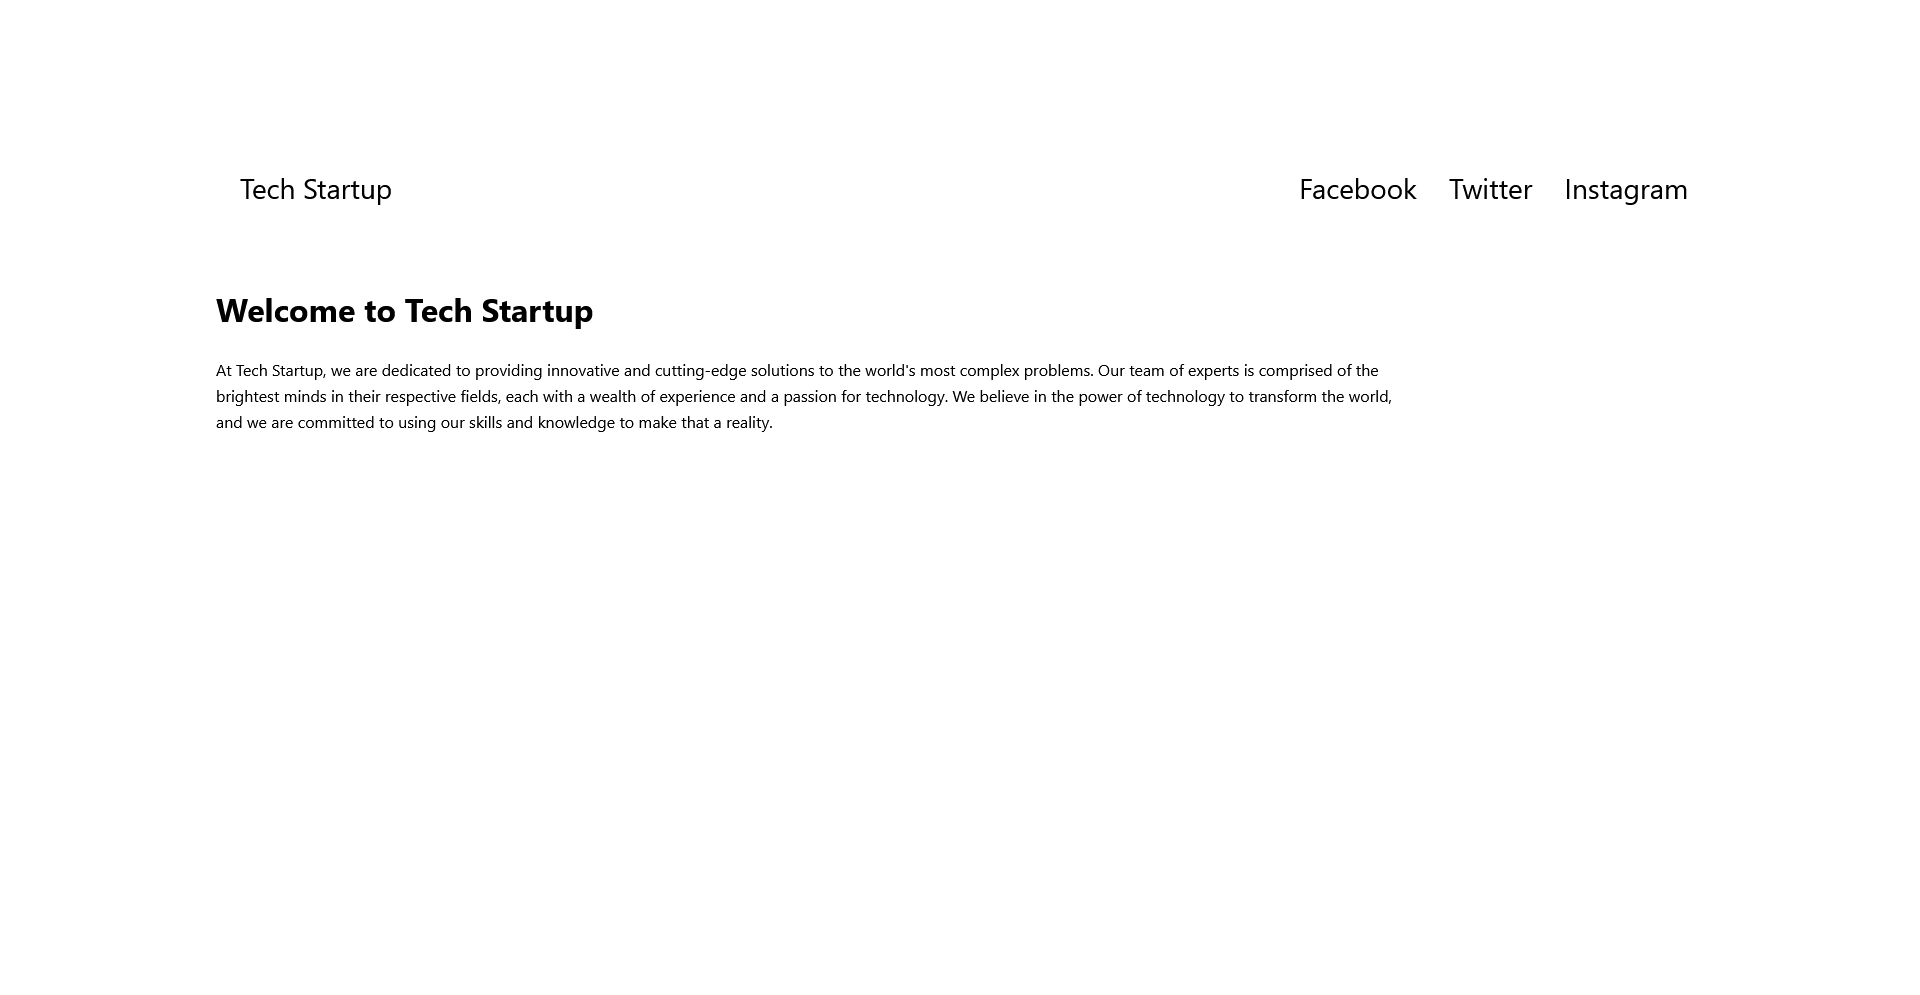 Tech Startup
Facebook Twitter Instagram
Welcome to Tech Startup
At Tech Startup, we are dedicated to providing innovative and cutting-edge solutions to the world's most complex problems. Our team of experts is comprised of the
brightest minds in their respective fields, each with a wealth of experience and a passion for technology. We believe in the power of technology to transform the world,
and we are committed to using our skills and knowledge to make that a reality.